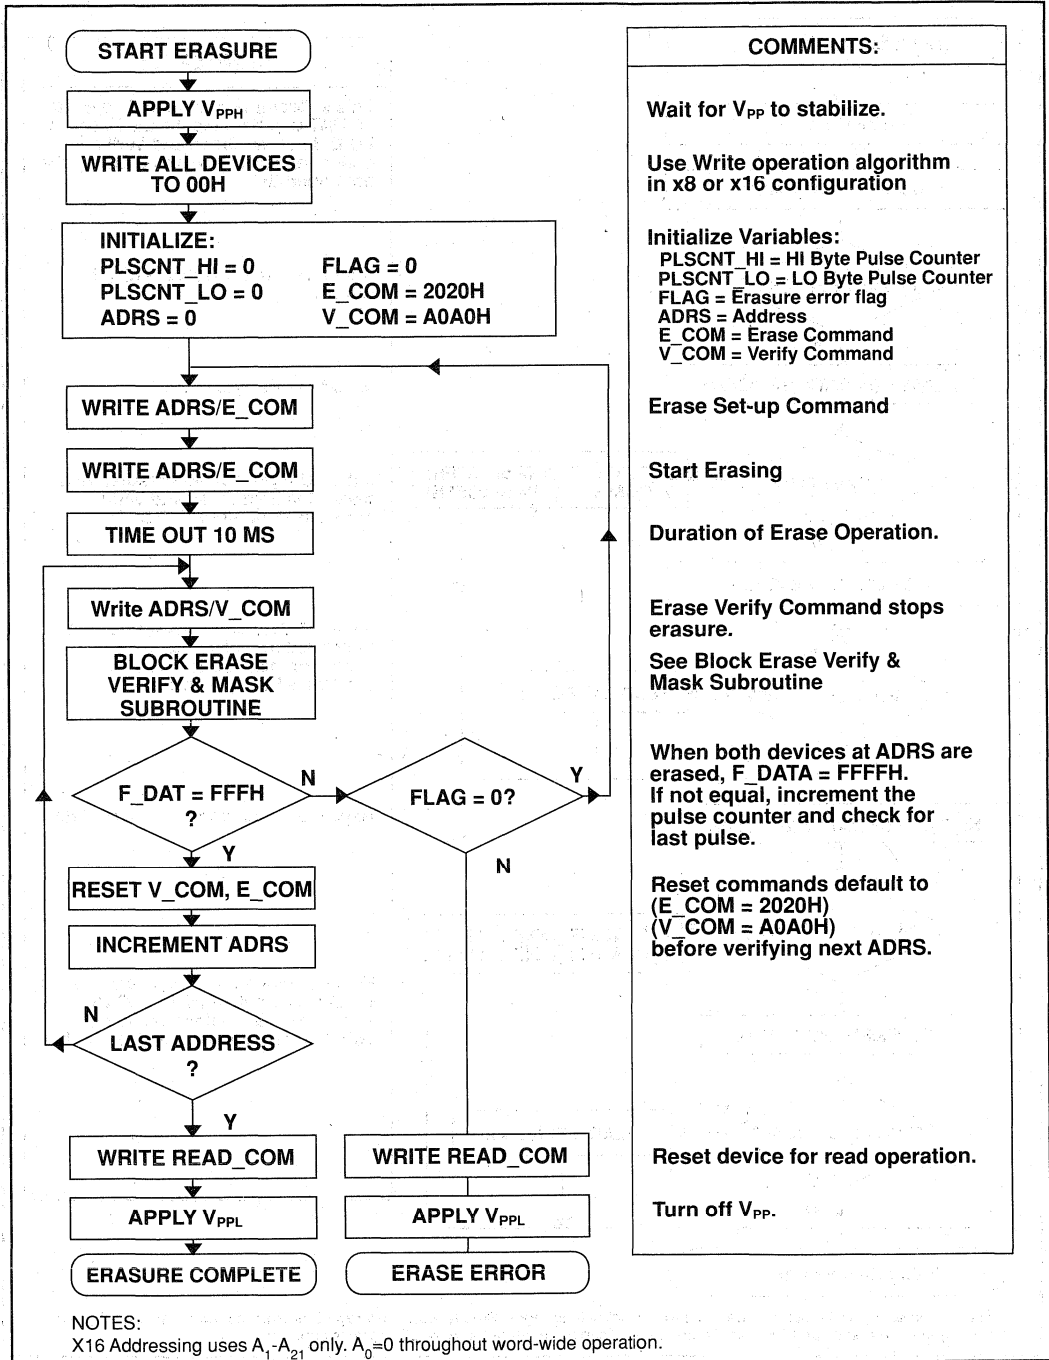 START ERASURE
APPLY VPPH
WRITE ALL DEVICES
TO 00H
INITIALIZE:
PLSCNT_HI = 0
FLAG = 0
PLSCNT_LO = 0
E_COM = 2020H
ADRS = 0
V_COM = A0A0H
WRITE ADRS/E_COM
WRITE ADRS/E_COM
TIME OUT 10 MS
Write ADRS/V_COM
BLOCK ERASE
VERIFY & MASK
SUBROUTINE
F_DAT = FFFH
?
N
Y
FLAG = 0?
Y
N
RESET V_COM, E_COM
INCREMENT ADRS
LAST ADDRESS
?
N
Y
WRITE READ_COM
APPLY VPPL
ERASURE COMPLETE
WRITE READ_COM
APPLY VPPL
ERASE ERROR
COMMENTS:
Wait for VPP to stabilize.
Use Write operation algorithm
in x8 or x16 configuration
Initialize Variables:
PLSCNT_HI = HI Byte Pulse Counter
PLSCNT_LO = LO Byte Pulse Counter
FLAG = Erasure error flag
ADRS = Address
E_COM = Erase Command
V_COM = Verify Command
Erase Set-up Command
Start Erasing
Duration of Erase Operation.
Erase Verify Command stops
erasure.
See Block Erase Verify &
Mask Subroutine
When both devices at ADRS are
erased, F_DATA = FFFFH.
If not equal, increment the
pulse counter and check for
last pulse.
Reset commands default to
(E_COM = 2020H)
(V_COM = A0A0H)
before verifying next ADRS.
Reset device for read operation.
Turn off VPP.
NOTES:
X16 Addressing uses A1-A21 only. A0=0 throughout word-wide operation.